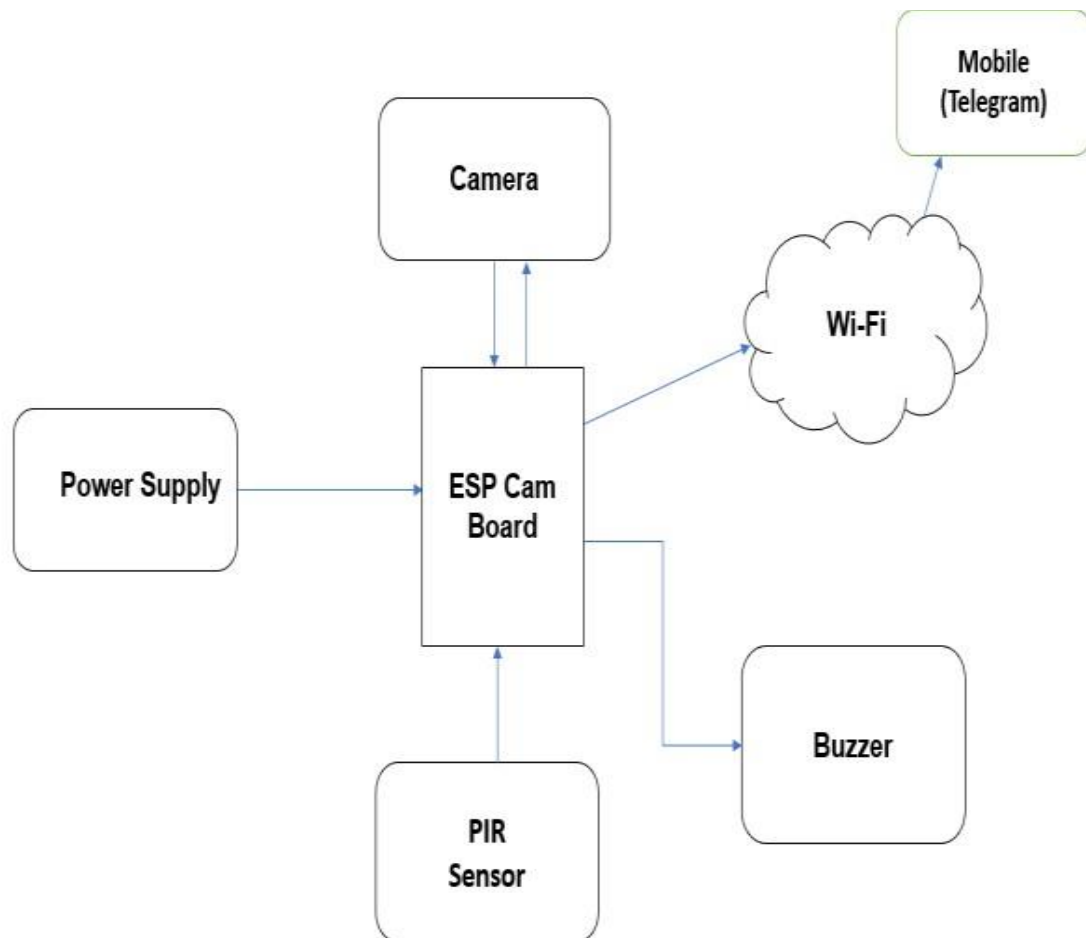 Mobile
(Telegram)
Camera
Wi-Fi
Power Supply
ESP Cam
Board
Buzzer
PIR
Sensor